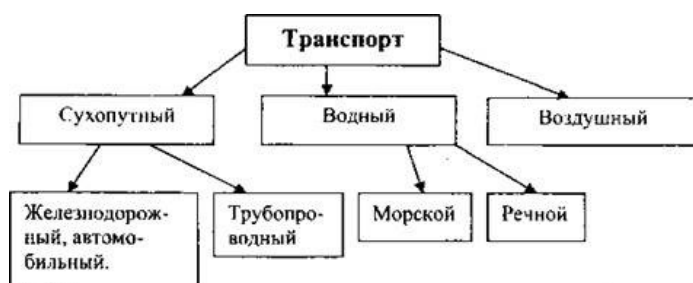 Транспорт
Сухопутный
Водный
Воздушный
Железнодорож-
ный, автомо-
бильный.
Трубопро-
водный
Морской
Речной